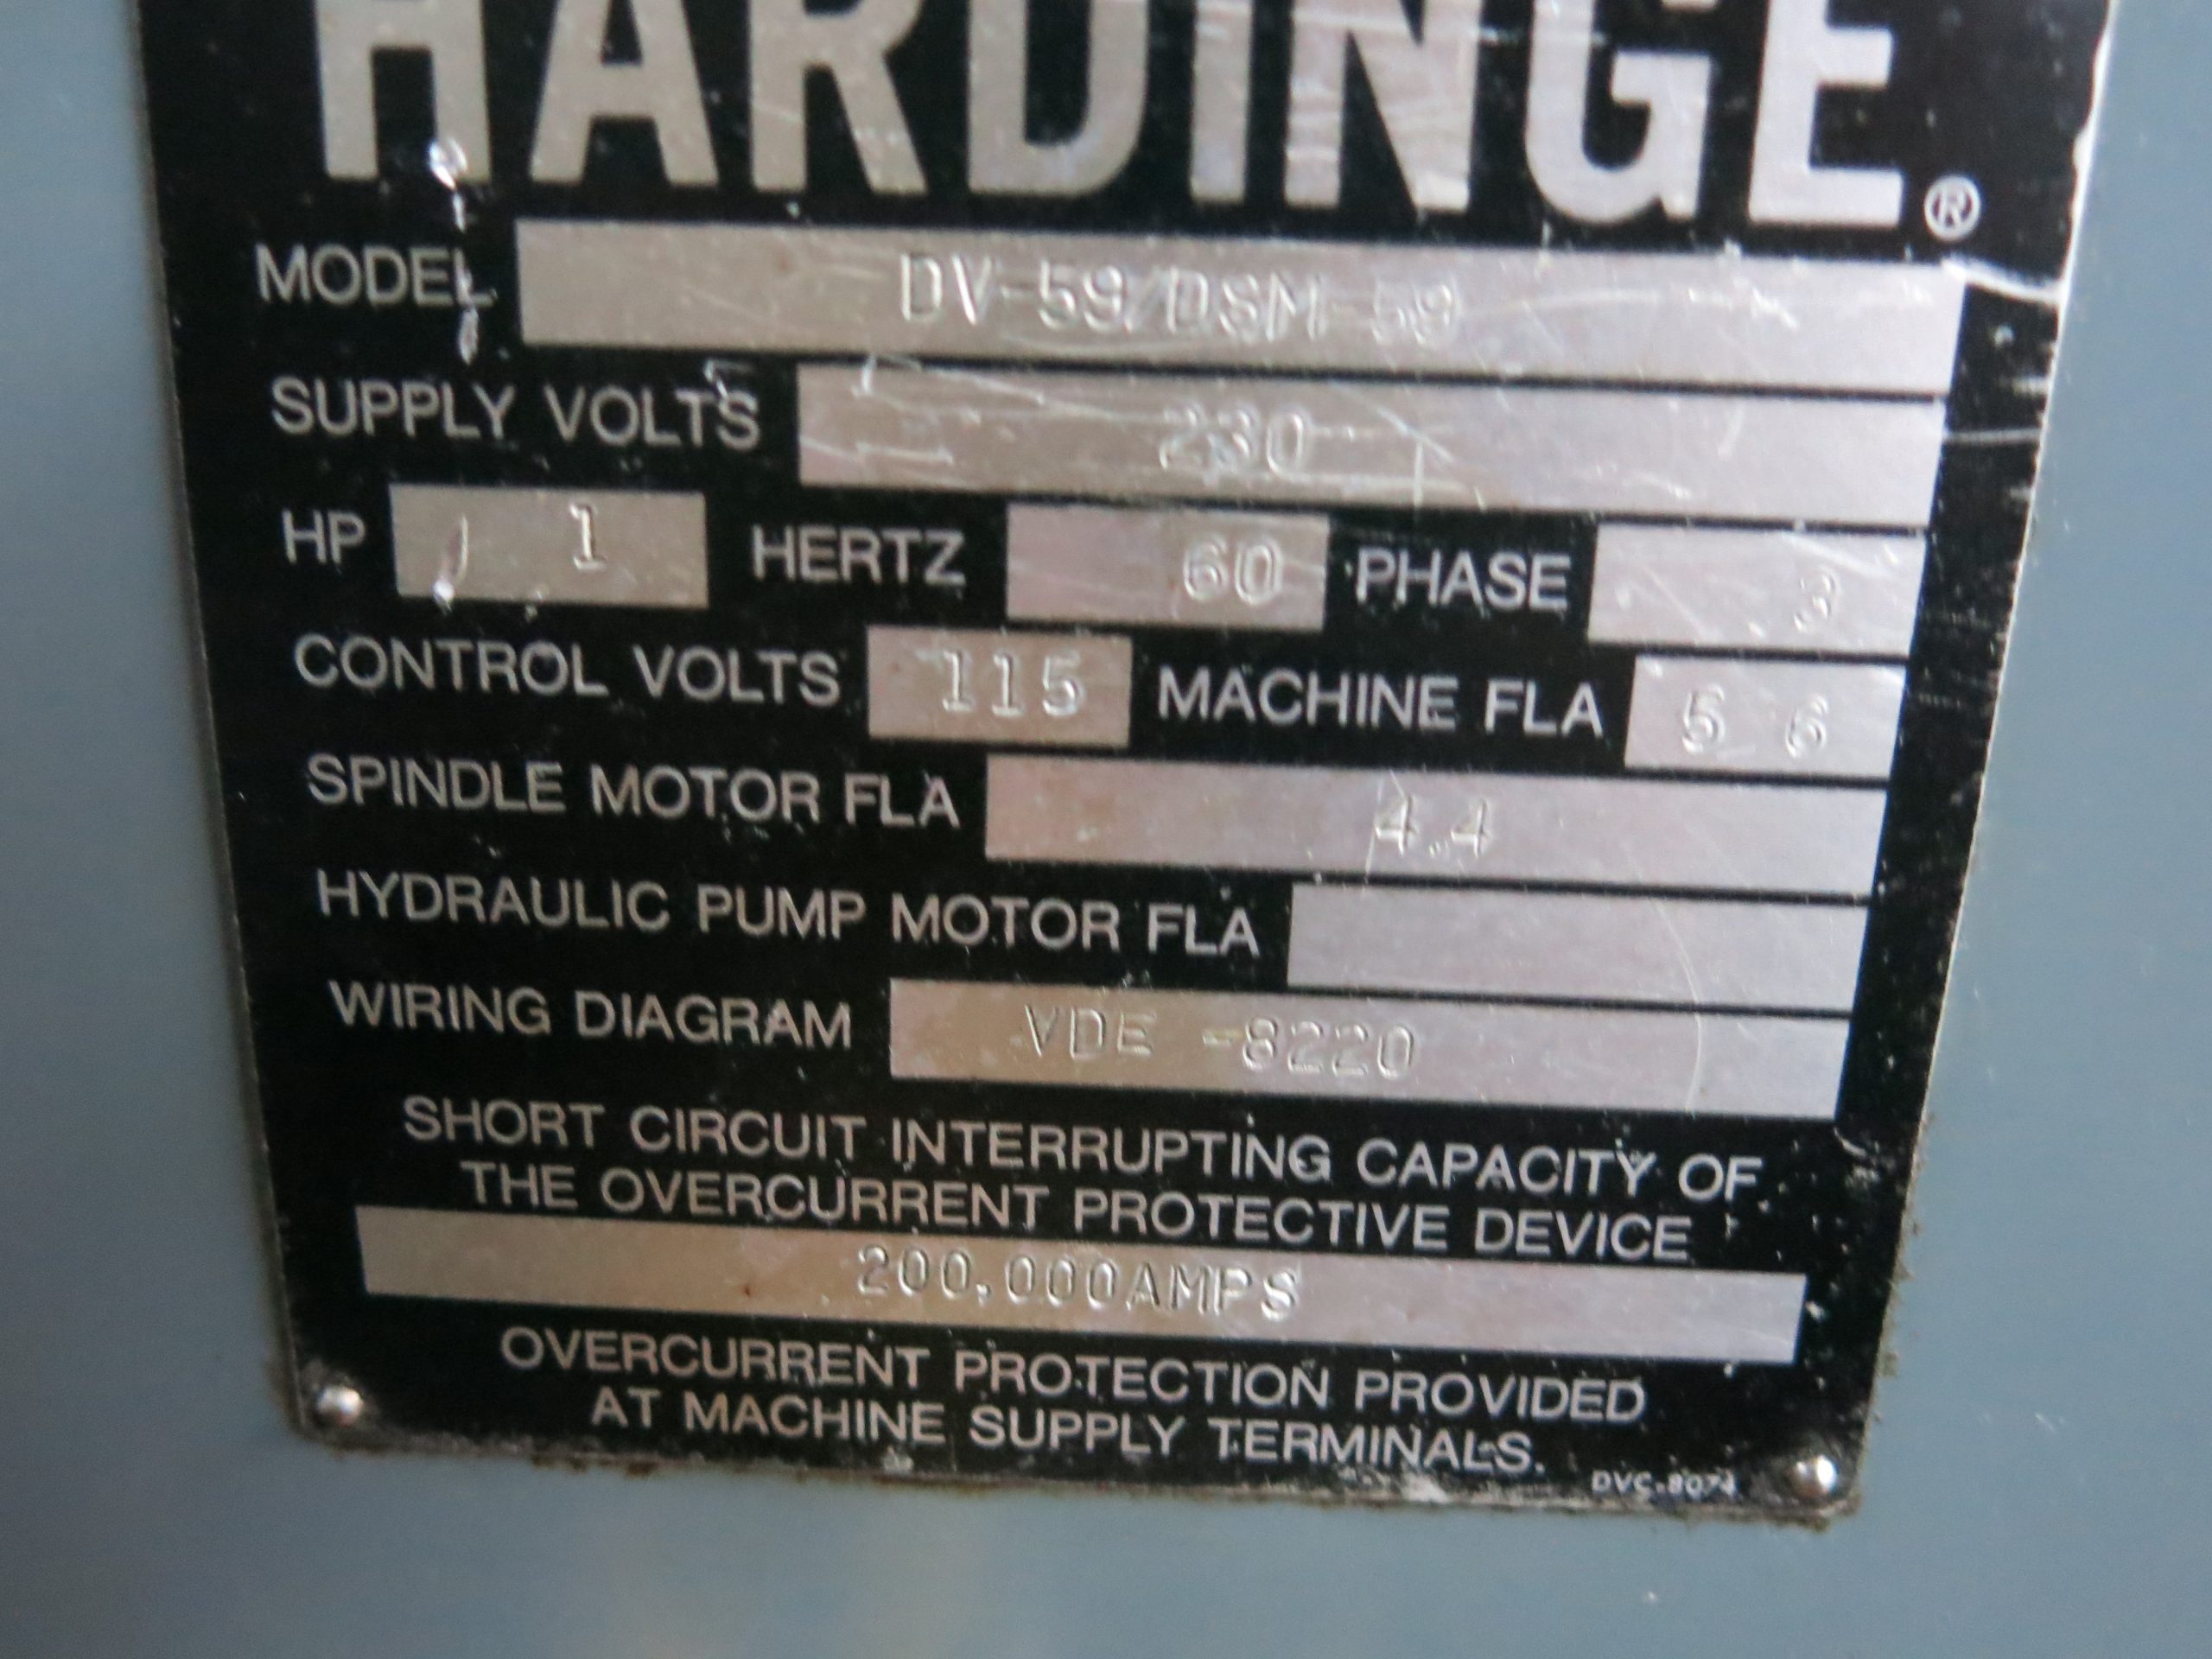 HARDINGE®
MODEL DV-59/DSM-59
SUPPLY VOLTS 230
HP 1 HERTZ 60 PHASE 3
CONTROL VOLTS 115 MACHINE FLA 5 6
SPINDLE MOTOR FLA 4.4
HYDRAULIC PUMP MOTOR FLA
WIRING DIAGRAM VDE -8220
SHORT CIRCUIT INTERRUPTING CAPACITY OF
THE OVERCURRENT PROTECTIVE DEVICE
200,000AMPS
OVERCURRENT PROTECTION PROVIDED
AT MACHINE SUPPLY TERMINALS.
DVC-8074